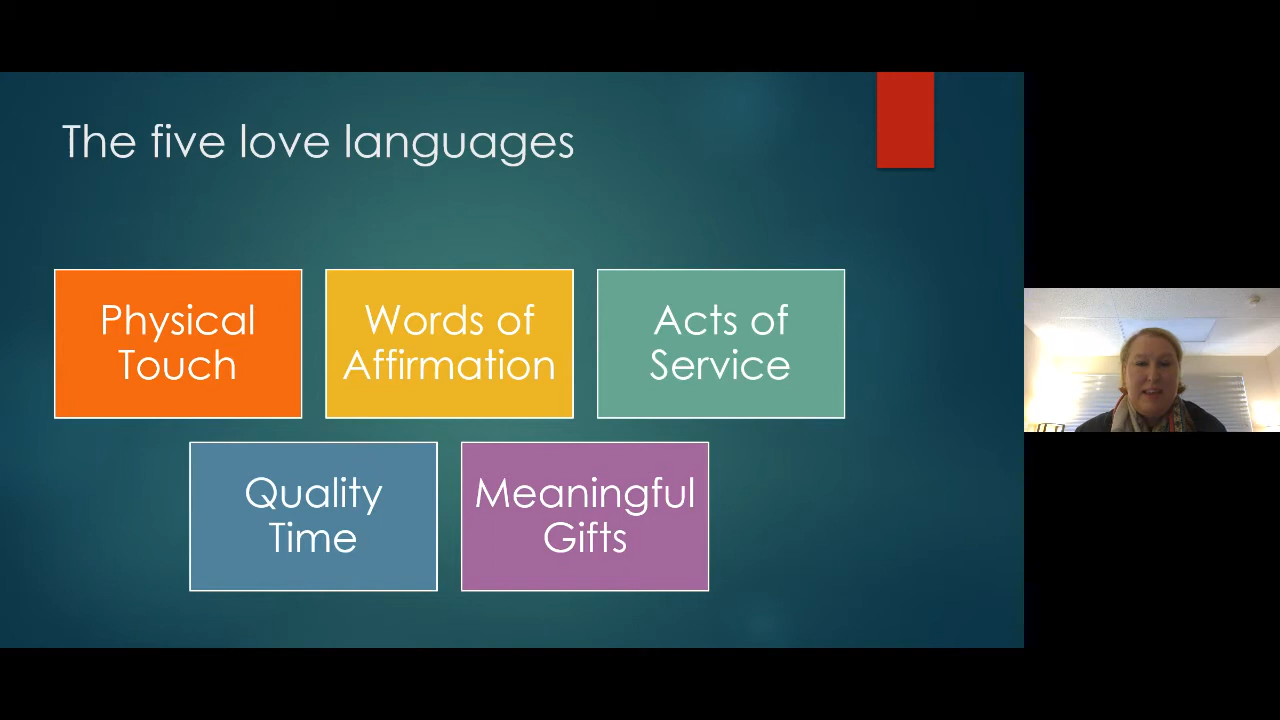 The five love languages
Physical
Touch
Words of
Affirmation
Acts of
Service
Quality
Time
Meaningful
Gifts